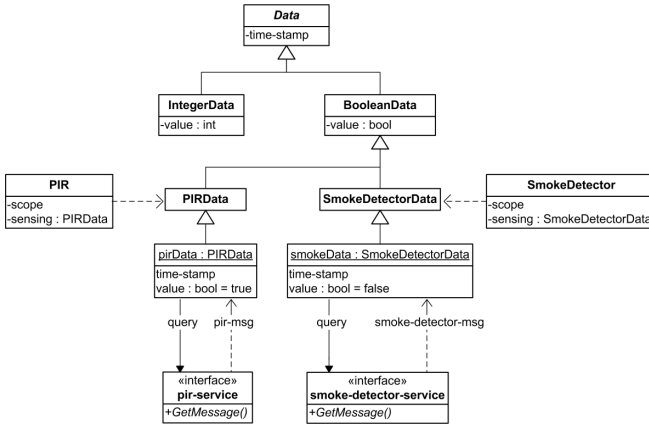 Data
-time-stamp
IntegerData
-value : int
BooleanData
-value : bool
PIR
-scope
-sensing : PIRData
PIRData
SmokeDetectorData
SmokeDetector
-scope
-sensing : SmokeDetectorData
pirData : PIRData
time-stamp
value : bool = true
smokeData : SmokeDetectorData
time-stamp
value : bool = false
query
pir-msg
query
smoke-detector-msg
«interface»
pir-service
+GetMessage()
«interface»
smoke-detector-service
+GetMessage()